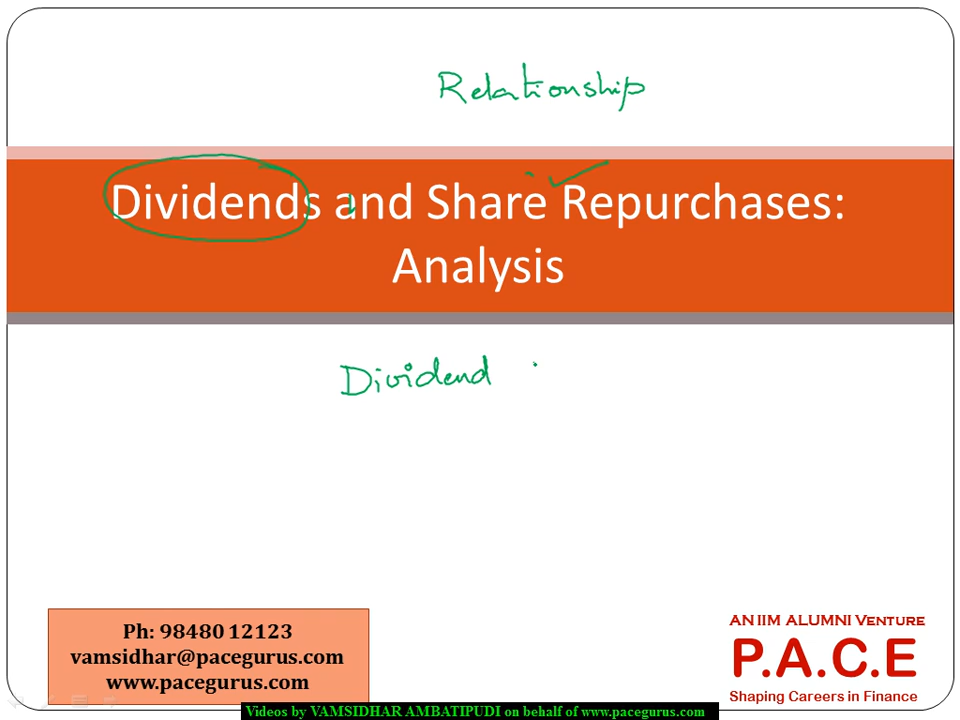 Relationship
Dividends and Share Repurchases:
Analysis
Dividend
Ph: 98480 12123
vamsidhar@pacegurus.com
www.pacegurus.com
AN IIM ALUMNI VENTURE
P.A.C.E
Shaping Careers in Finance
Videos by VAMSIDHAR AMBATIPUDI on behalf of www.pacegurus.com